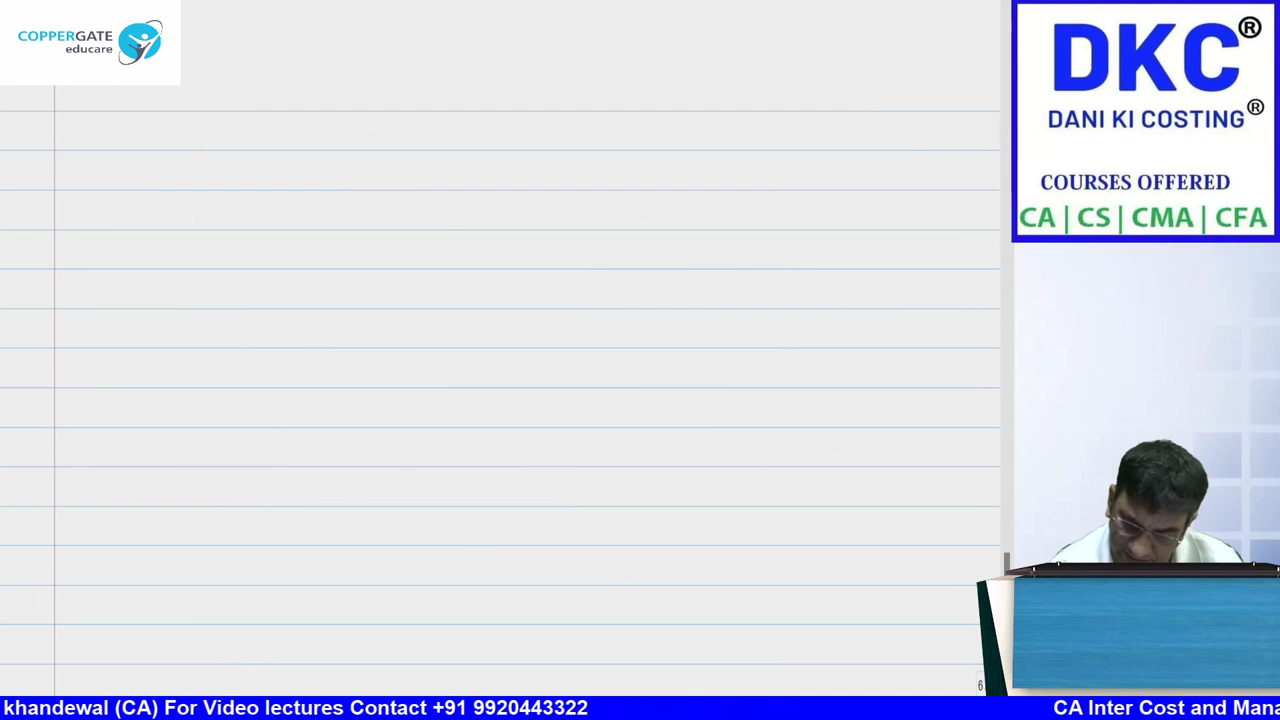 COPPERGATE
educare
DKC®
DANI KI COSTING®
COURSES OFFERED
CA | CS | CMA | CFA
6
khandewal (CA) For Video lectures Contact +91 9920443322
CA Inter Cost and Mana